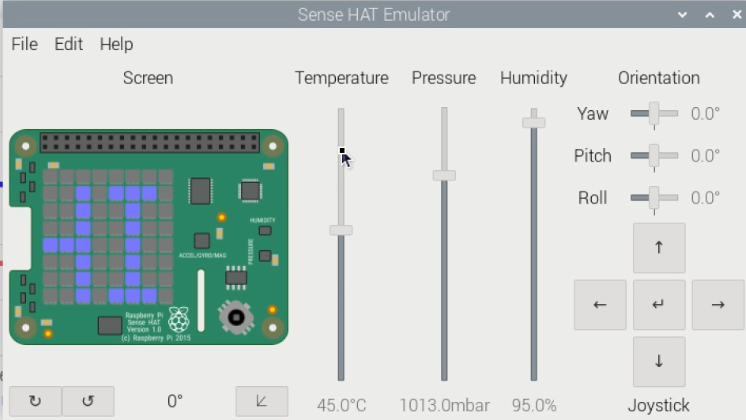 Sense HAT Emulator
File Edit Help
Screen
Temperature
Pressure
Humidity
Orientation
Yaw 0.0°
Pitch 0.0°
Roll 0.0°
HUMIDITY
PRESSURE
ACCEL/GYRO/MAG
Raspberry Pi
Sense HAT
Version 1.0
(c) Raspberry Pi 2015
↑
← ↵ →
↓
↻ ↺ 0°
45.0°C
1013.0mbar
95.0%
Joystick